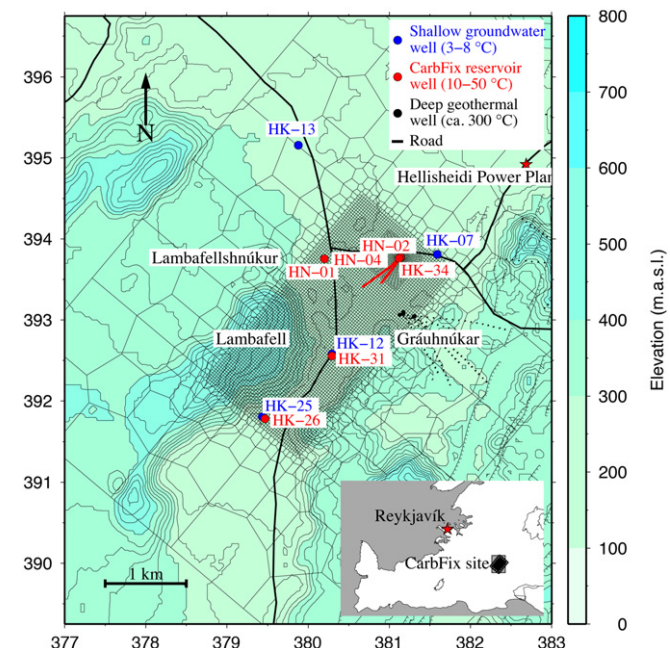 396
395
394
393
392
391
390
377
378
379
380
381
382
383
N
HK−13
Shallow groundwater
well (3−8 °C)
CarbFix reservoir
well (10−50 °C)
Deep geothermal
well (ca. 300 °C)
Road
Hellisheidi Power Plan
Lambafellshnúkur
HN−02
HK−07
HN−04
HN−01
HK−34
Lambafell
Gráuhnúkar
HK−12
HK−31
HK−25
HK−26
Reykjavík
CarbFix site
1 km
800
700
600
500
400
300
200
100
0
Elevation (m.a.s.l.)